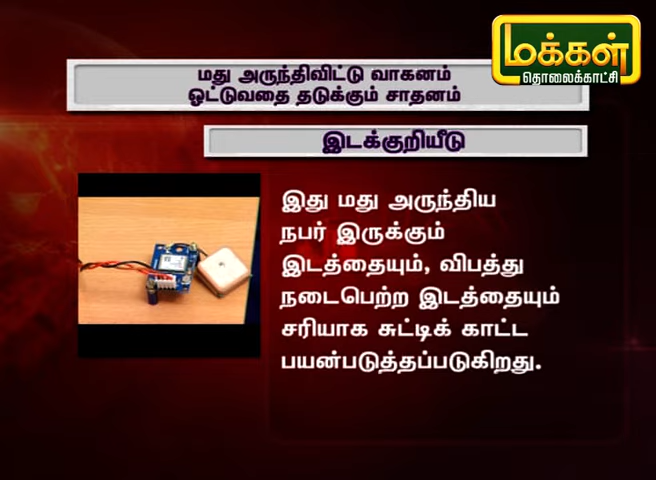 மக்கள்
தொலைக்காட்சி
மது அருந்திவிட்டு வாகனம்
ஓட்டுவதை தடுக்கும் சாதனம்
இடக்குறியீடு
இது மது அருந்திய
நபர் இருக்கும்
இடத்தையும், விபத்து
நடைபெற்ற இடத்தையும்
சரியாக சுட்டிக் காட்ட
பயன்படுத்தப்படுகிறது.